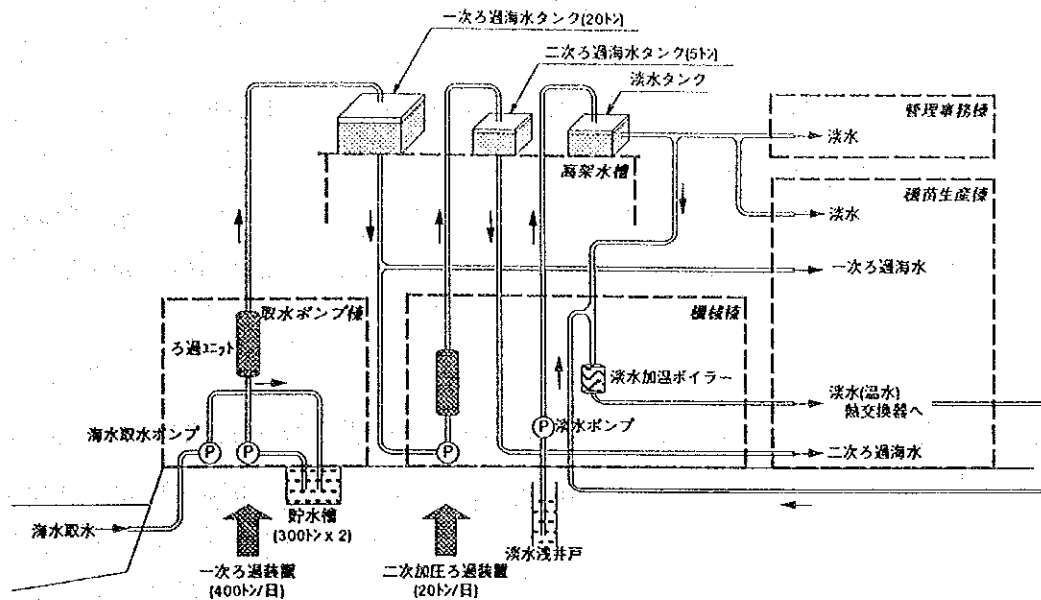 一次ろ過海水タンク(20トン)
二次ろ過海水タンク(5トン)
淡水タンク
管理事務棟
淡水
高架水槽
種苗生産棟
淡水
一次ろ過海水
取水ポンプ棟
機械棟
ろ過ユニット
淡水加温ボイラー
淡水(温水)
熱交換器へ
海水取水ポンプ
P
P
P
P
淡水ポンプ
二次ろ過海水
海水取水
貯水槽
(300トン x 2)
淡水浅井戸
一次ろ過装置
(400トン/日)
二次加圧ろ過装置
(20トン/日)